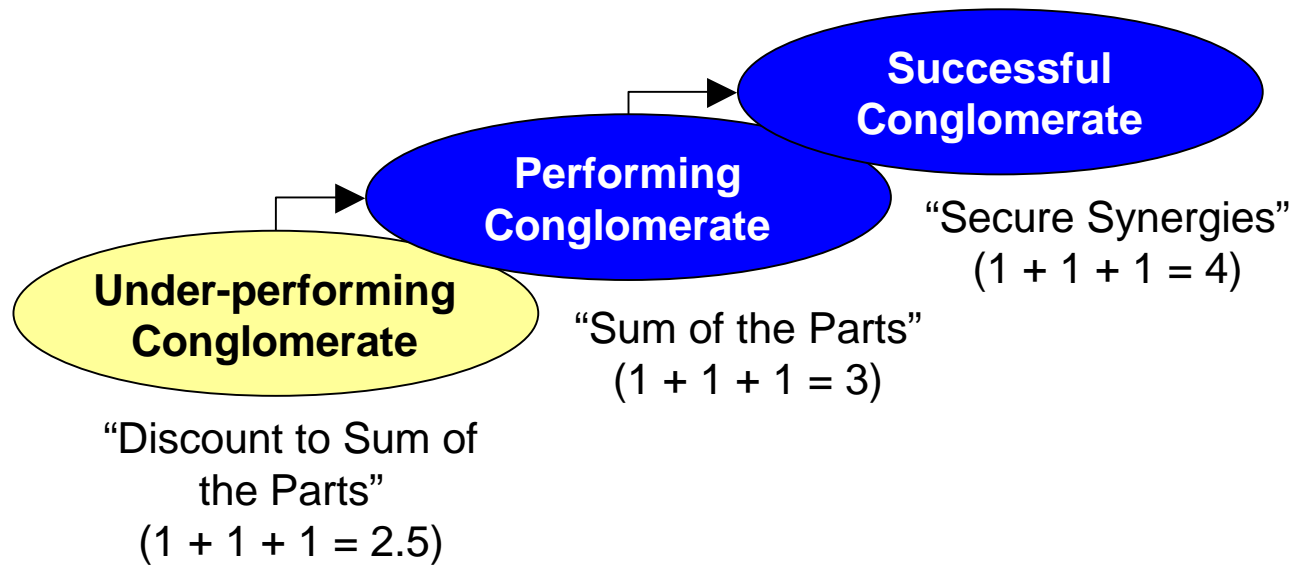 Successful
Conglomerate
“Secure Synergies”
(1 + 1 + 1 = 4)
Performing
Conglomerate
“Sum of the Parts”
(1 + 1 + 1 = 3)
Under-performing
Conglomerate
“Discount to Sum of
the Parts”
(1 + 1 + 1 = 2.5)